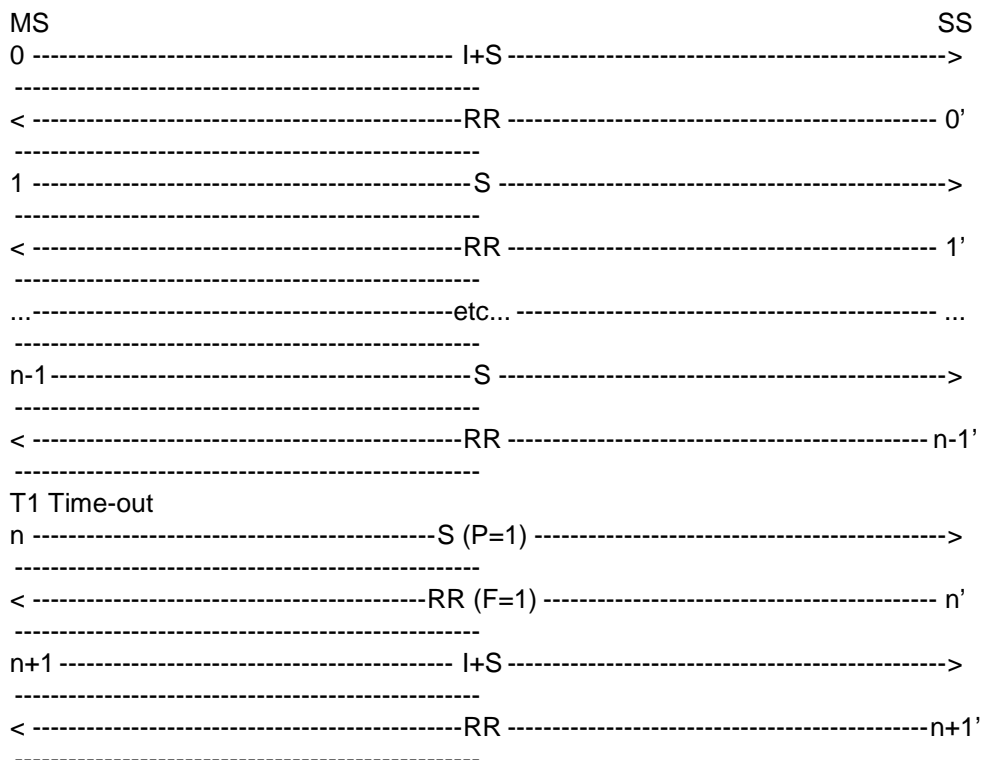 MS SS
0 ----------------------------------------------- I+S ------------------------------------------------->
----------------------------------------------------
< ------------------------------------------------RR ------------------------------------------------ 0’
----------------------------------------------------
1 -------------------------------------------------S -------------------------------------------------->
----------------------------------------------------
< ------------------------------------------------RR ------------------------------------------------ 1’
----------------------------------------------------
...-----------------------------------------------etc... ----------------------------------------------- ...
----------------------------------------------------
n-1-----------------------------------------------S -------------------------------------------------->
----------------------------------------------------
< ------------------------------------------------RR ----------------------------------------------- n-1’
----------------------------------------------------
T1 Time-out
n ---------------------------------------------S (P=1) ---------------------------------------------->
----------------------------------------------------
< --------------------------------------------RR (F=1) -------------------------------------------- n’
----------------------------------------------------
n+1 -------------------------------------------- I+S ------------------------------------------------->
----------------------------------------------------
< ------------------------------------------------RR -----------------------------------------------n+1’
----------------------------------------------------